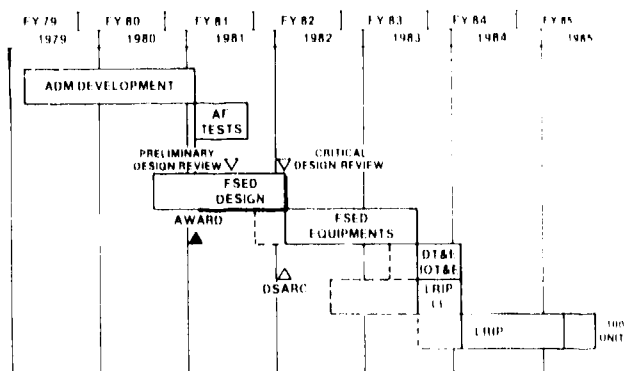 FY 79 FY 80 FY 81 FY 82 FY 83 FY 84 FY 85
1979 1980 1981 1982 1983 1984 1985
ADM DEVELOPMENT
AF
TESTS
PRELIMINARY
DESIGN REVIEW
CRITICAL
DESIGN REVIEW
FSED
DESIGN
AWARD
FSED
EQUIPMENTS
DT&E
IOT&E
DSARC
LRIP
LRIP
UNIT